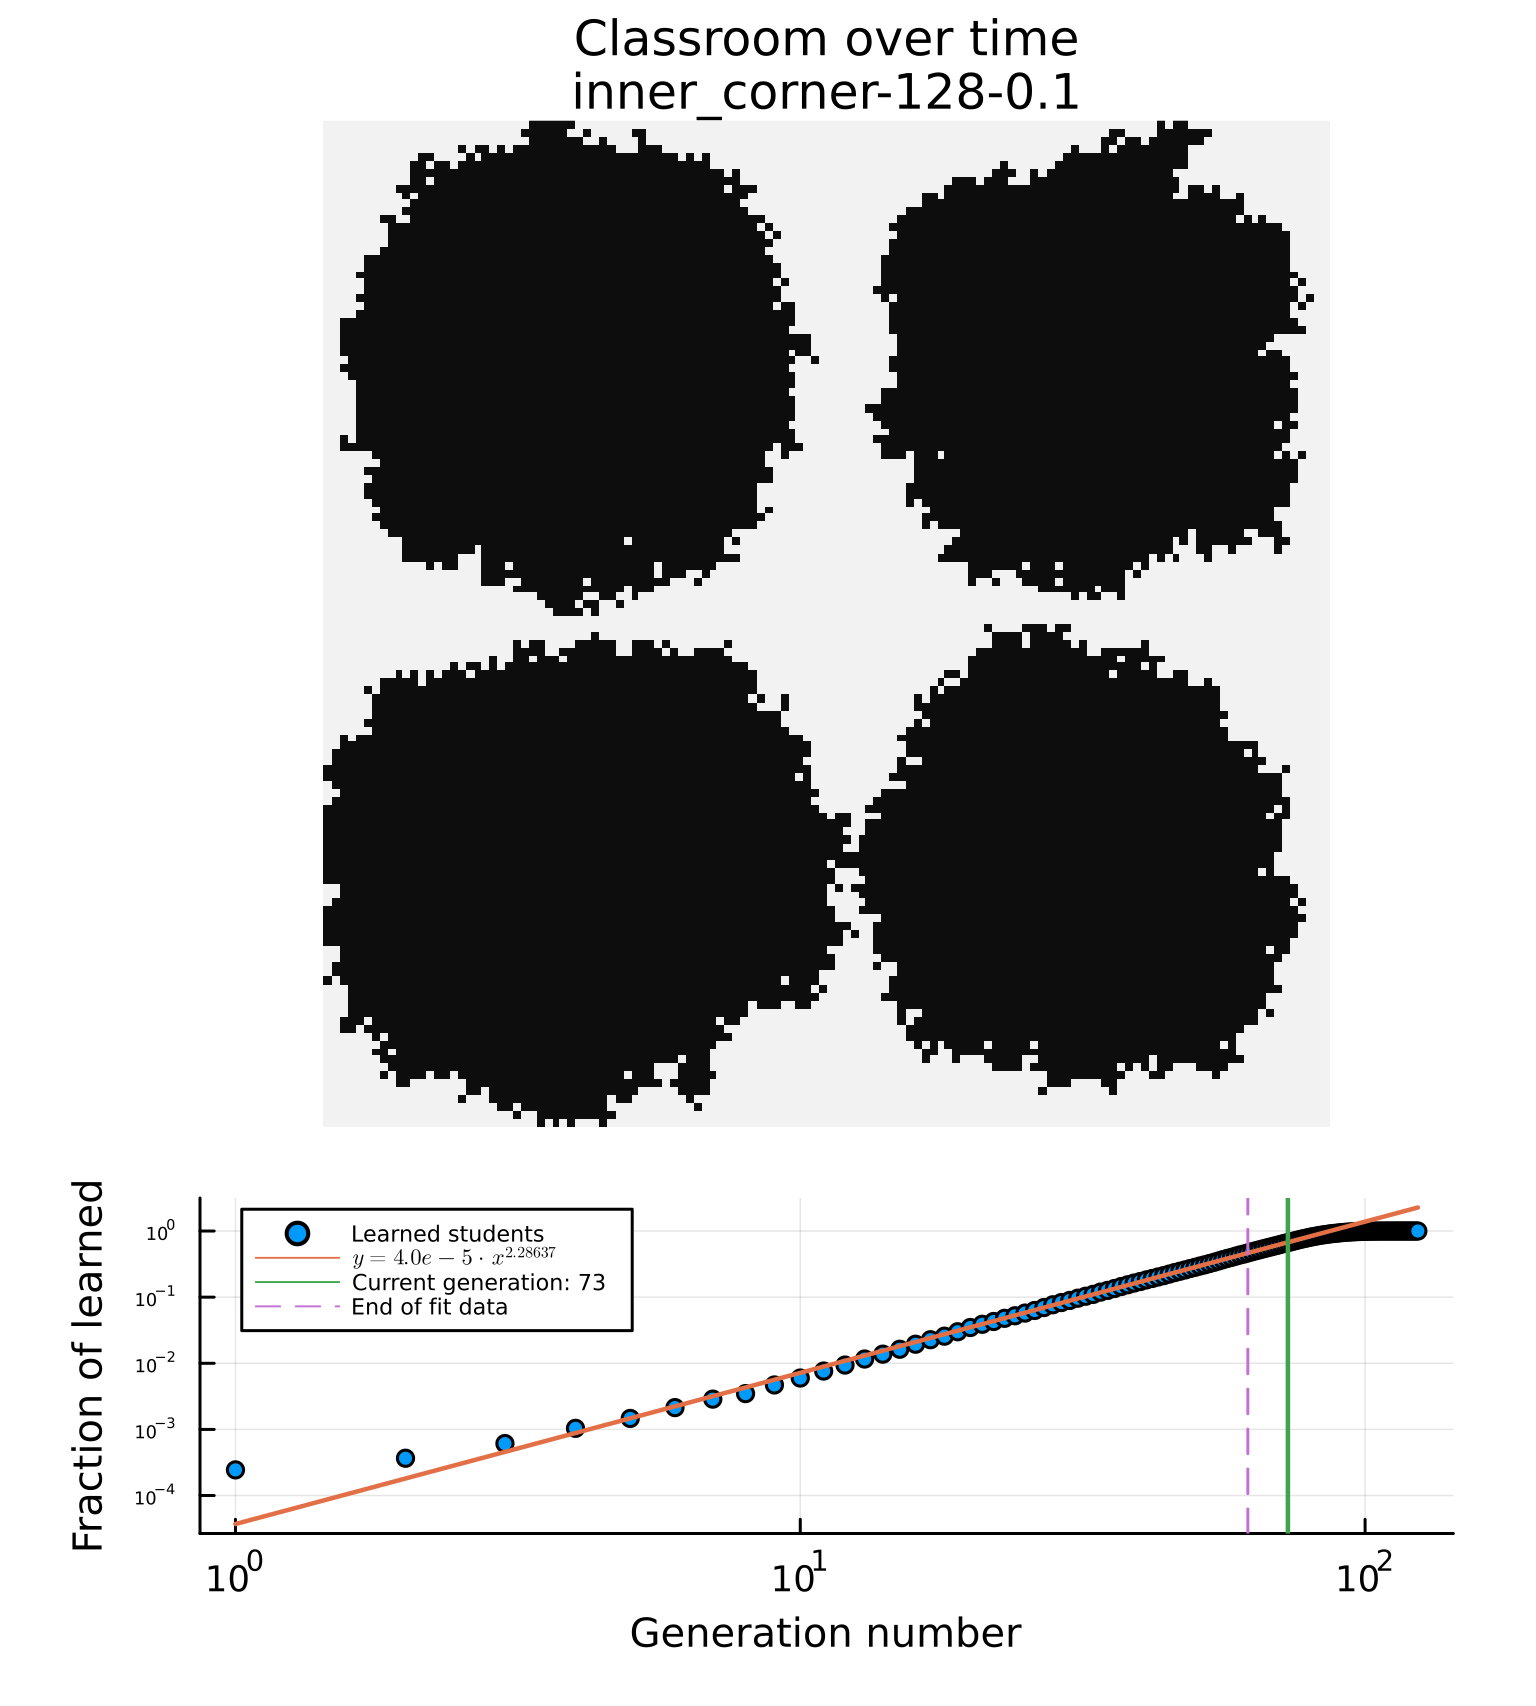 Classroom over time
inner_corner-128-0.1
Fraction of learned
10^0
10^-1
10^-2
10^-3
10^-4
Learned students
y = 4.0e − 5 · x^2.28637
Current generation: 73
End of fit data
10^0
10^1
10^2
Generation number